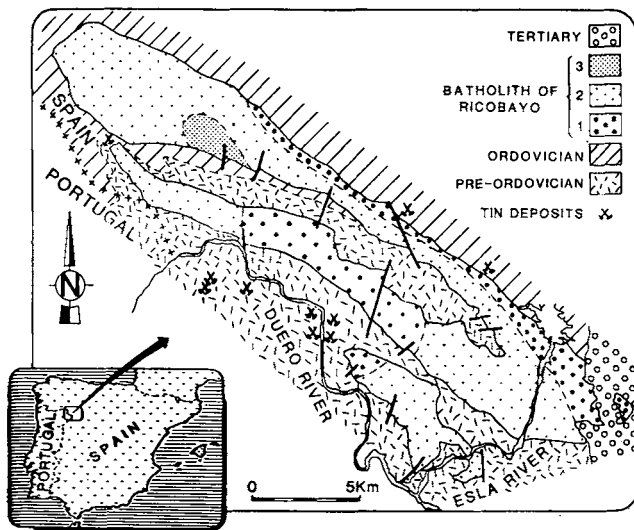 TERTIARY
3
BATHOLITH OF
RICOBAYO
2
1
ORDOVICIAN
PRE-ORDOVICIAN
TIN DEPOSITS
SPAIN
PORTUGAL
N
DUERO RIVER
ESLA RIVER
0 5Km
PORTUGAL
SPAIN